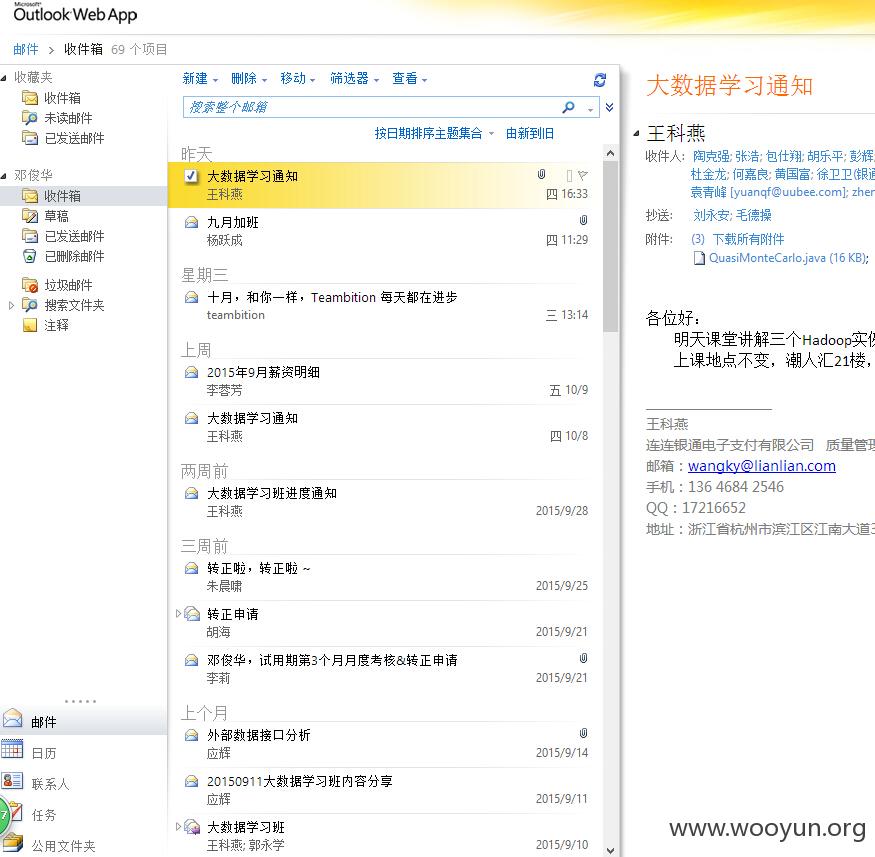 Microsoft®
Outlook Web App
邮件 > 收件箱 69 个项目
收藏夹
收件箱
未读邮件
已发送邮件
邓俊华
收件箱
草稿
已发送邮件
已删除邮件
垃圾邮件
搜索文件夹
注释
邮件
日历
联系人
7
任务
公用文件夹
新建 删除 移动 筛选器 查看
搜索整个邮箱
按日期排序主题集合 由新到旧
昨天
大数据学习通知
王科燕 四 16:33
九月加班
杨跃成 四 11:29
星期三
十月，和你一样，Teambition 每天都在进步
teambition 三 13:14
上周
2015年9月薪资明细
李蓉芳 五 10/9
大数据学习通知
王科燕 四 10/8
两周前
大数据学习班进度通知
王科燕 2015/9/28
三周前
转正啦，转正啦 ~
朱晨啸 2015/9/25
转正申请
胡海 2015/9/21
邓俊华，试用期第3个月月度考核&转正申请
李莉 2015/9/21
上个月
外部数据接口分析
应辉 2015/9/14
20150911大数据学习班内容分享
应辉 2015/9/11
大数据学习班
王科燕; 郭永学 2015/9/10
大数据学习通知
王科燕
收件人: 陶克强; 张浩; 包仕翔; 胡乐平; 彭辉
杜金龙; 何嘉良; 黄国富; 徐卫卫(银通
袁青峰 [yuanqf@uubee.com]; zher
抄送: 刘永安; 毛德操
附件: (3) 下载所有附件
QuasiMonteCarlo.java (16 KB);
各位好：
明天课堂讲解三个Hadoop实例
上课地点不变，潮人汇21楼，
王科燕
连连银通电子支付有限公司 质量管理
邮箱：wangky@lianlian.com
手机：136 4684 2546
QQ：17216652
地址：浙江省杭州市滨江区江南大道3
www.wooyun.org